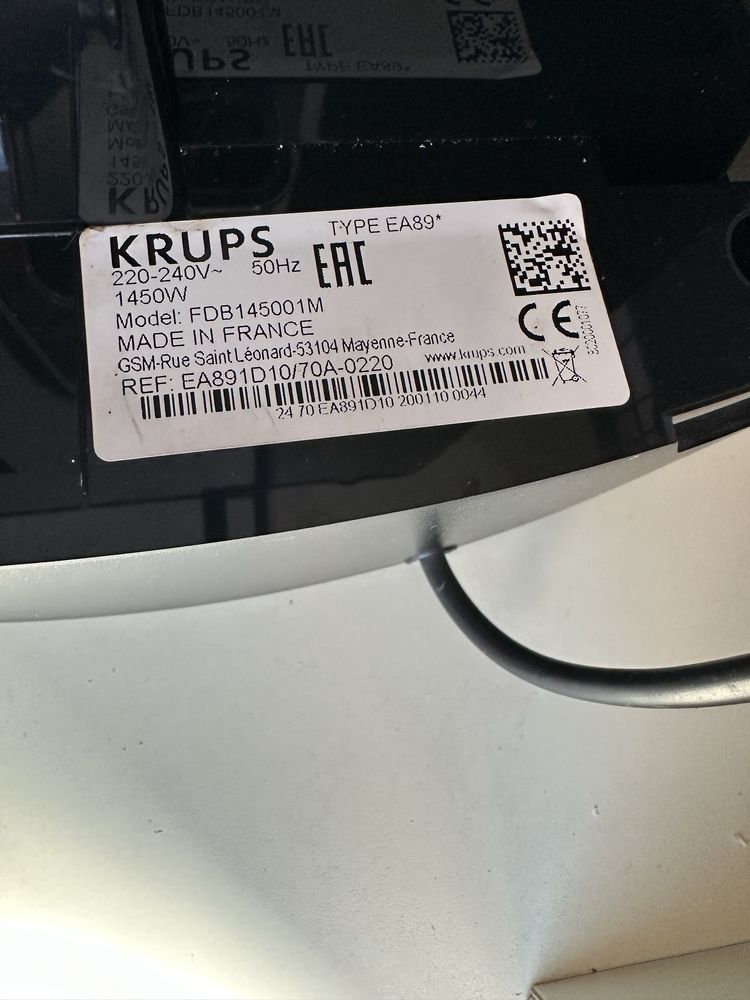 KRUPS
TYPE EA89*
220-240V~ 50Hz EAC
1450W
Model: FDB145001M
MADE IN FRANCE
CE
GSM-Rue Saint Léonard-53104 Mayenne-France
www.krups.com
REF: EA891D10/70A-0220
24 70 EA891D10 200110 0044